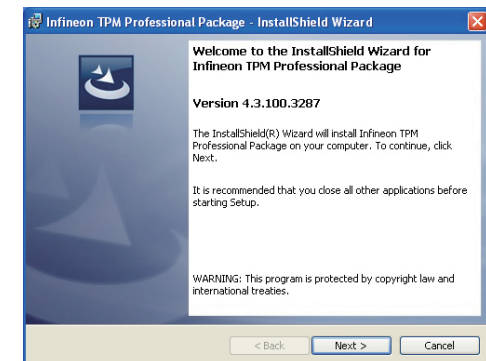 Infineon TPM Professional Package - InstallShield Wizard
Welcome to the InstallShield Wizard for
Infineon TPM Professional Package
Version 4.3.100.3287
The InstallShield(R) Wizard will install Infineon TPM
Professional Package on your computer. To continue, click
Next.
It is recommended that you close all other applications before
starting Setup.
WARNING: This program is protected by copyright law and
international treaties.
< Back Next > Cancel